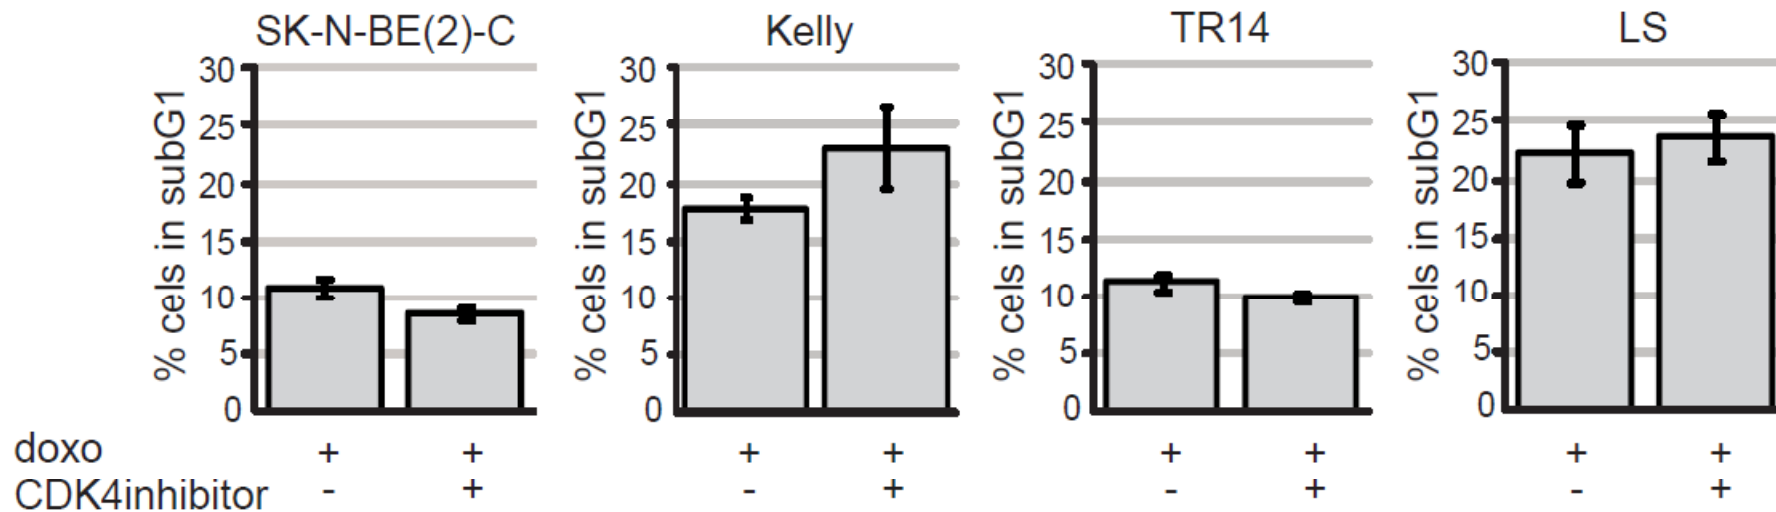 SK-N-BE(2)-C
Kelly
TR14
LS
% cels in subG1
30
25
20
15
10
5
0
% cels in subG1
30
25
20
15
10
5
0
% cels in subG1
30
25
20
15
10
5
0
% cells in subG1
30
25
20
15
10
5
0
doxo + + + + + + + +
CDK4inhibitor - + - + - + - +